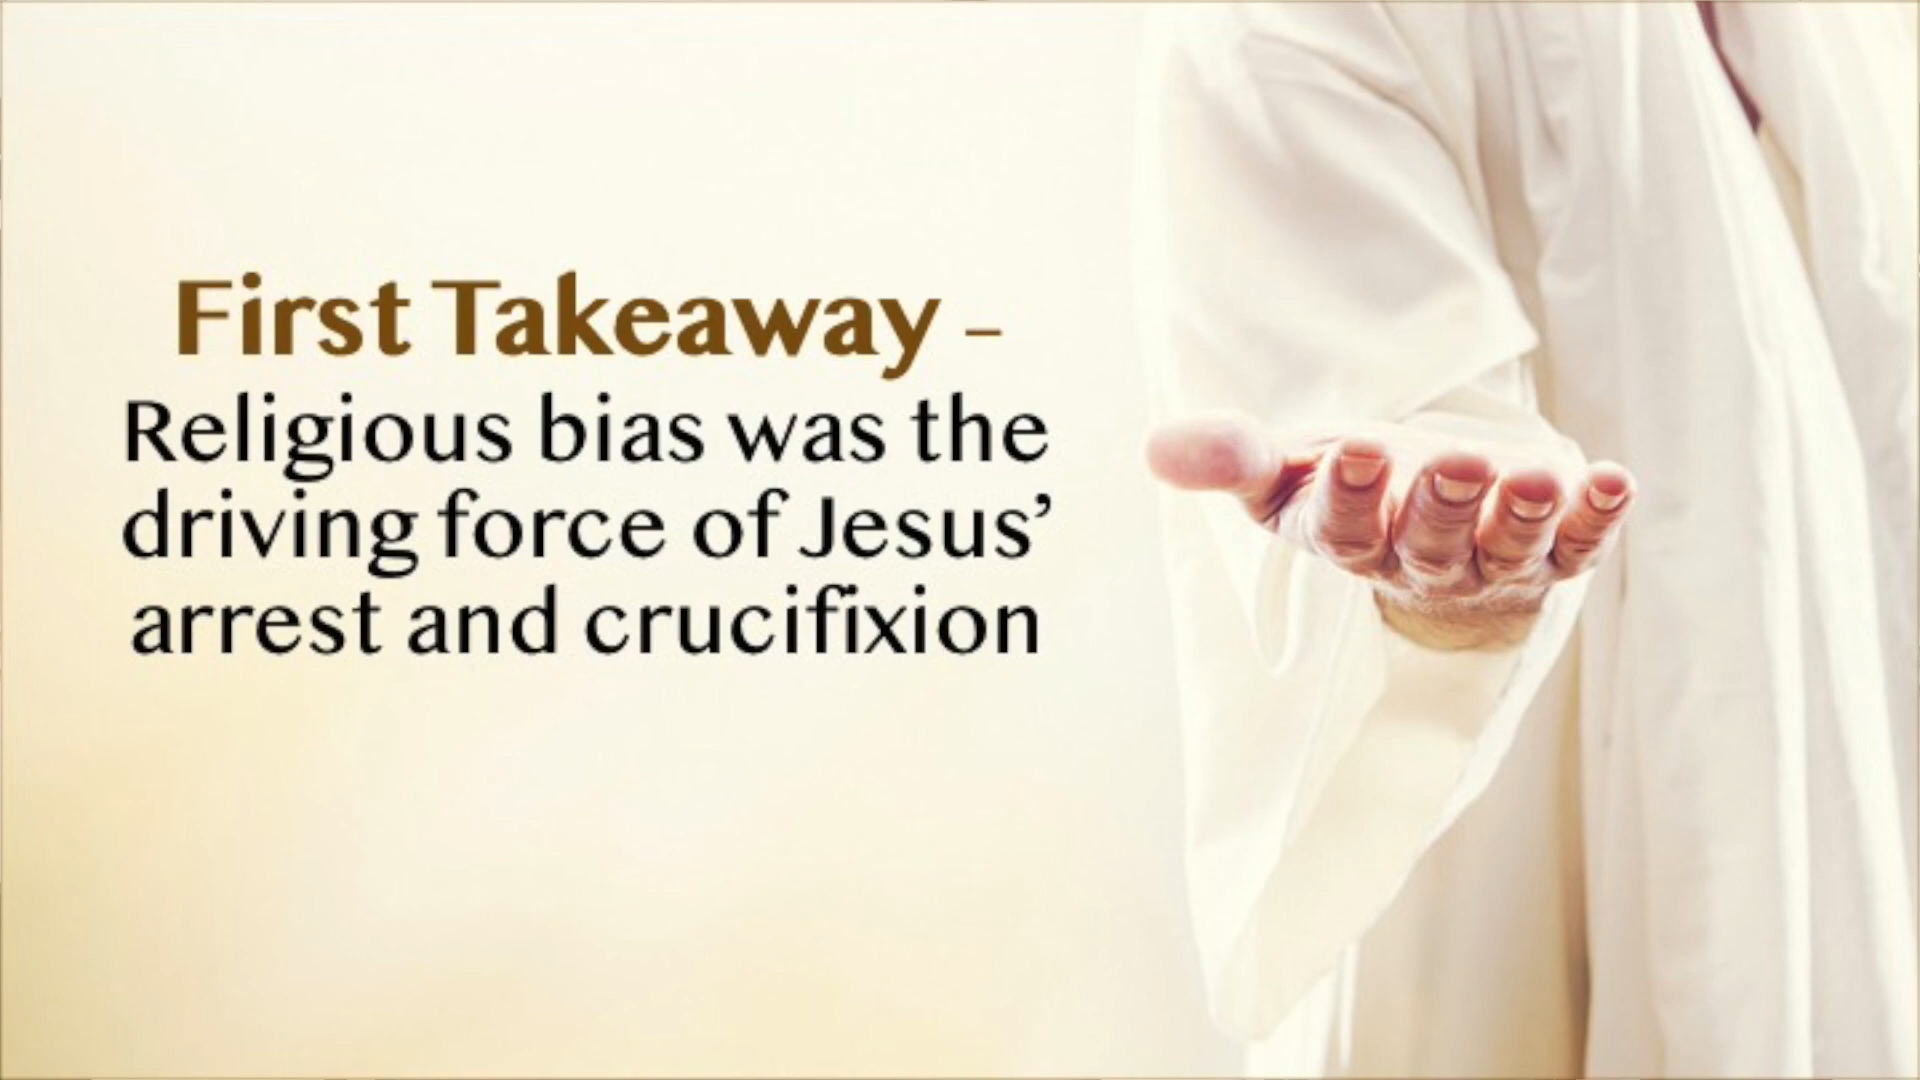 First Takeaway –
Religious bias was the
driving force of Jesus’
arrest and crucifixion